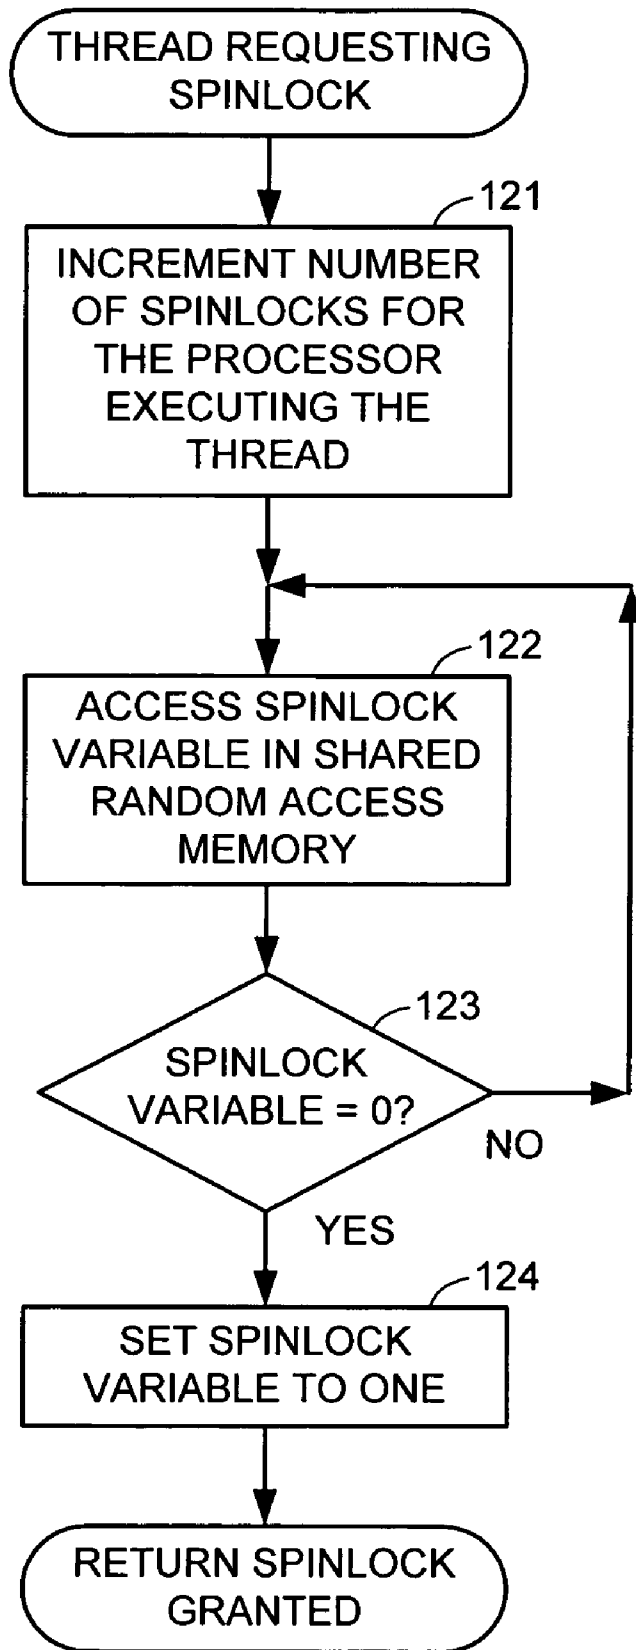 THREAD REQUESTING
SPINLOCK
121
INCREMENT NUMBER
OF SPINLOCKS FOR
THE PROCESSOR
EXECUTING THE
THREAD
122
ACCESS SPINLOCK
VARIABLE IN SHARED
RANDOM ACCESS
MEMORY
123
SPINLOCK
VARIABLE = 0?
NO
YES
124
SET SPINLOCK
VARIABLE TO ONE
RETURN SPINLOCK
GRANTED